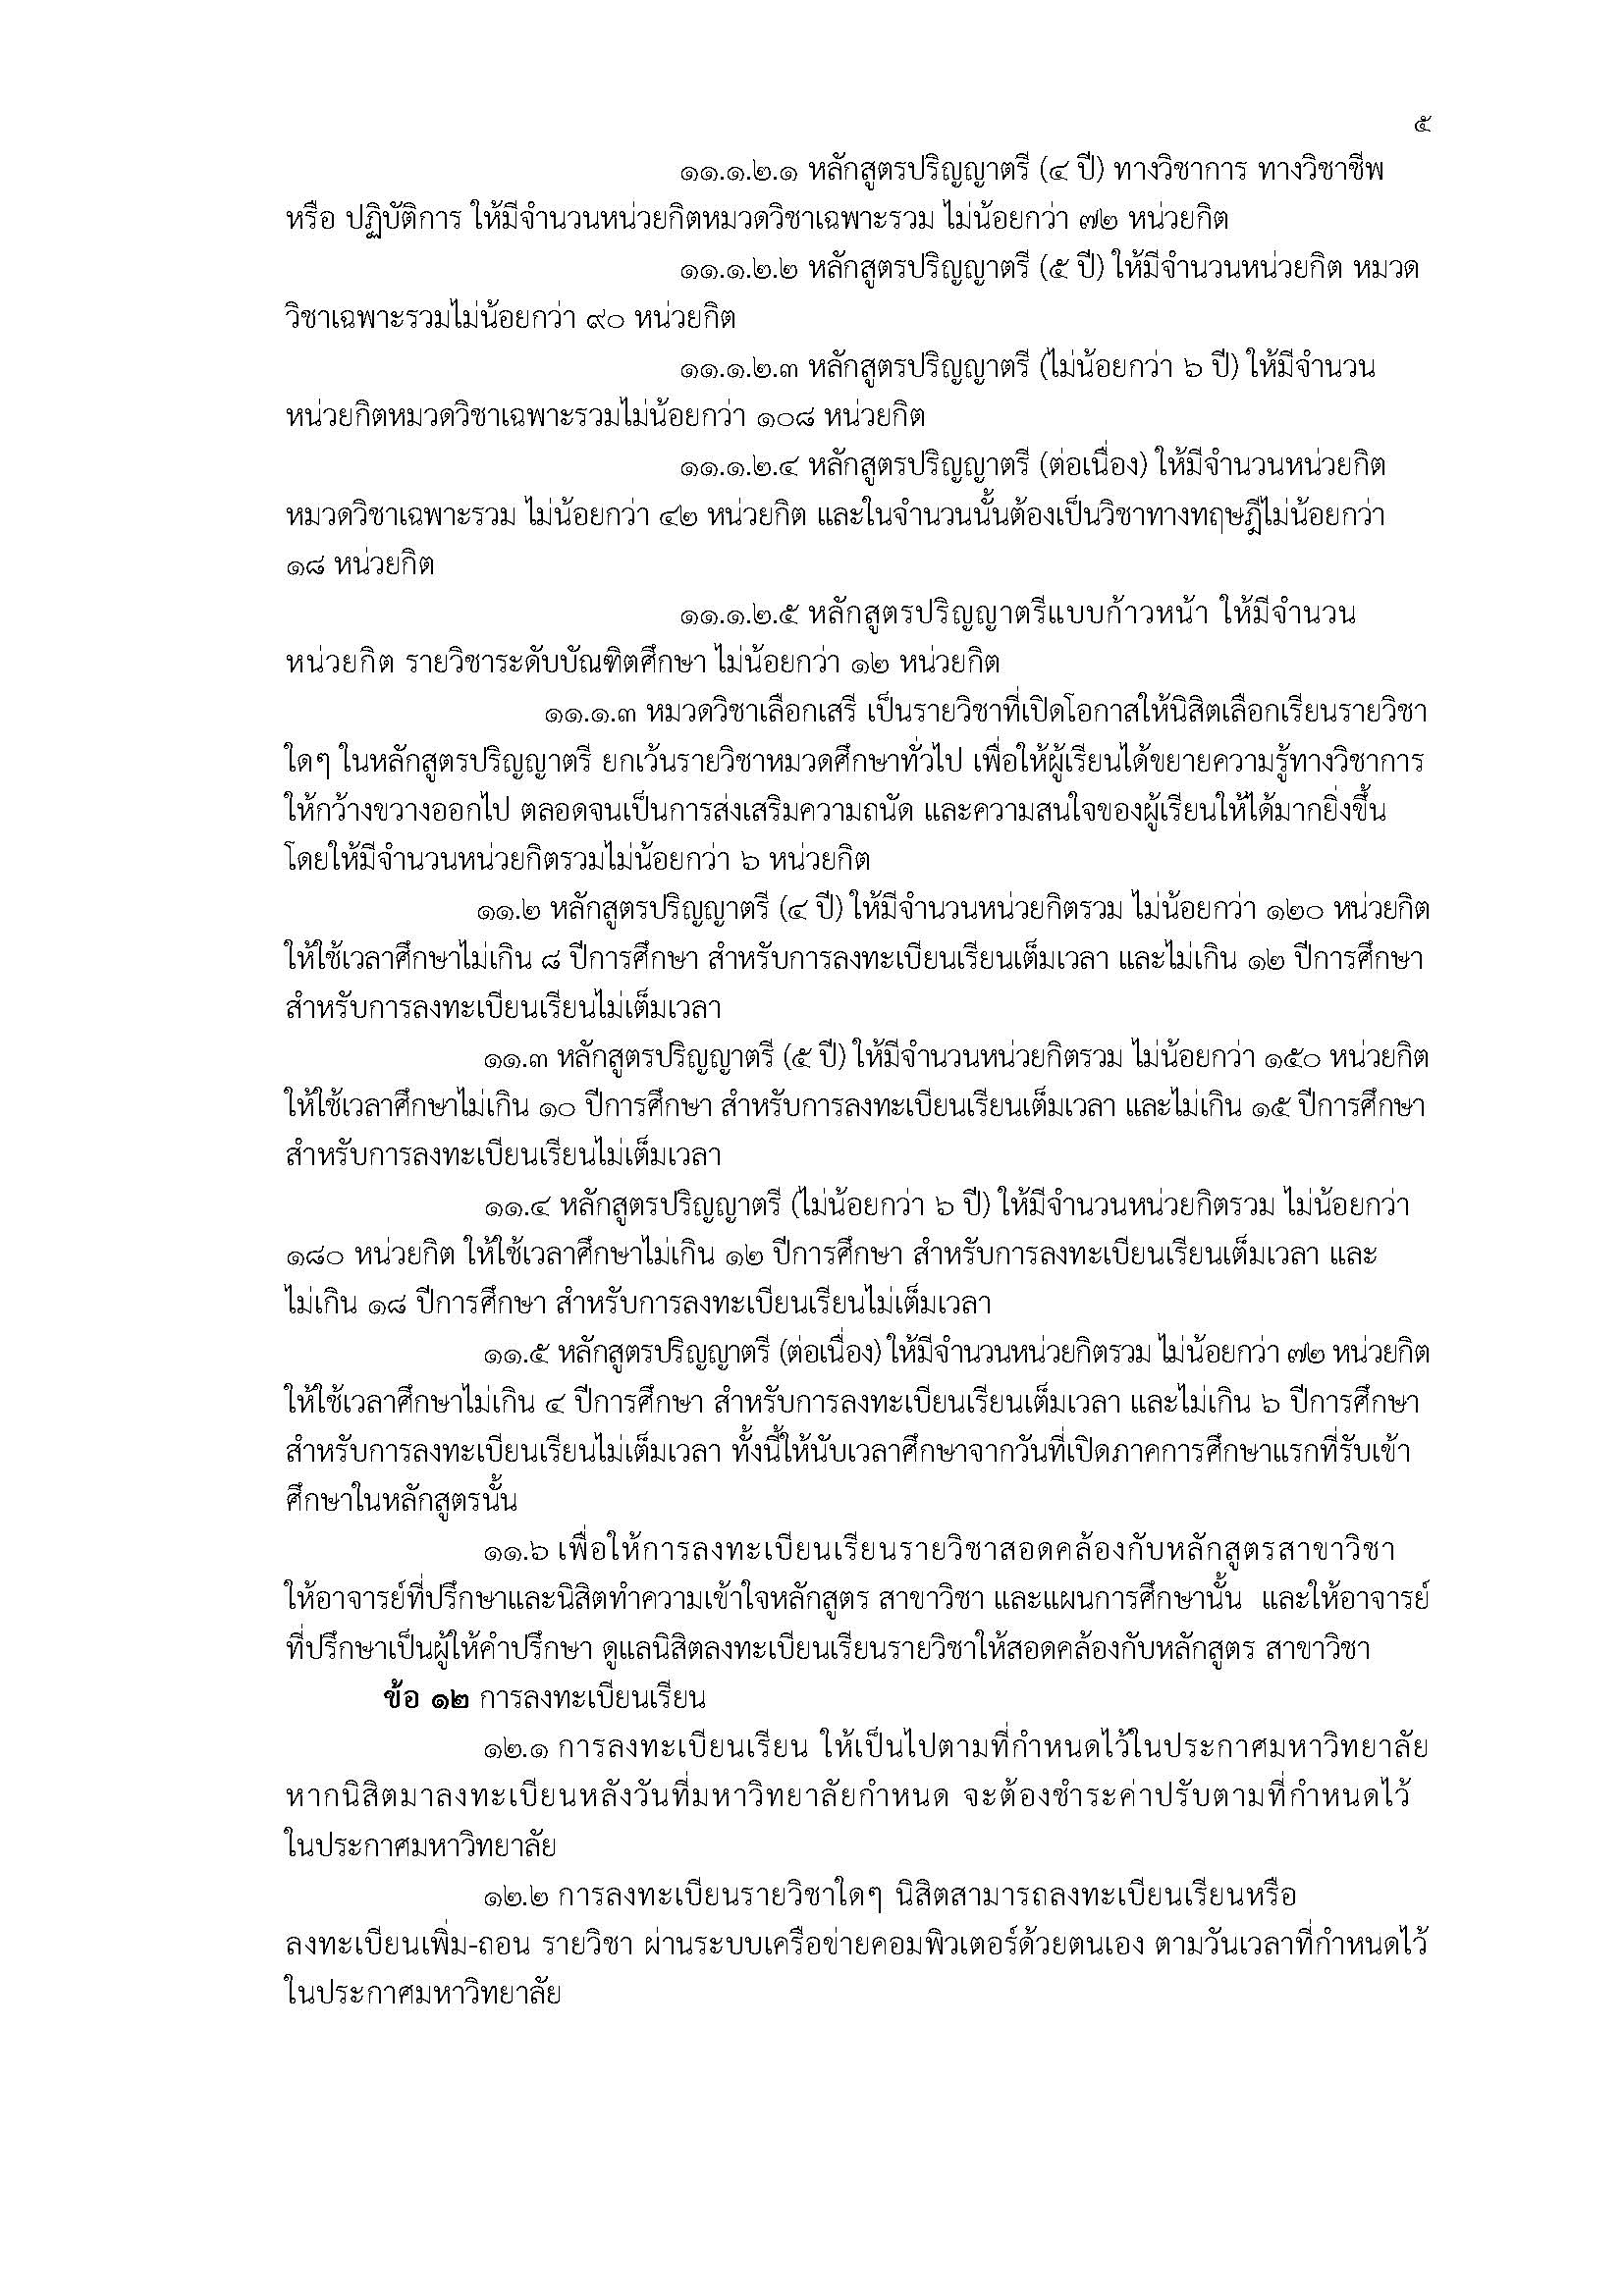 ๕
๑๑.๑.๒.๑ หลักสูตรปริญญาตรี (๔ ปี) ทางวิชาการ ทางวิชาชีพ
หรือ ปฏิบัติการ ให้มีจำนวนหน่วยกิตหมวดวิชาเฉพาะรวม ไม่น้อยกว่า ๗๒ หน่วยกิต
๑๑.๑.๒.๒ หลักสูตรปริญญาตรี (๕ ปี) ให้มีจำนวนหน่วยกิต หมวด
วิชาเฉพาะรวมไม่น้อยกว่า ๙๐ หน่วยกิต
๑๑.๑.๒.๓ หลักสูตรปริญญาตรี (ไม่น้อยกว่า ๖ ปี) ให้มีจำนวน
หน่วยกิตหมวดวิชาเฉพาะรวมไม่น้อยกว่า ๑๐๘ หน่วยกิต
๑๑.๑.๒.๔ หลักสูตรปริญญาตรี (ต่อเนื่อง) ให้มีจำนวนหน่วยกิต
หมวดวิชาเฉพาะรวม ไม่น้อยกว่า ๔๒ หน่วยกิต และในจำนวนนั้นต้องเป็นวิชาทางทฤษฎีไม่น้อยกว่า
๑๘ หน่วยกิต
๑๑.๑.๒.๕ หลักสูตรปริญญาตรีแบบก้าวหน้า ให้มีจำนวน
หน่วยกิต รายวิชาระดับบัณฑิตศึกษา ไม่น้อยกว่า ๑๒ หน่วยกิต
๑๑.๑.๓ หมวดวิชาเลือกเสรี เป็นรายวิชาที่เปิดโอกาสให้นิสิตเลือกเรียนรายวิชา
ใดๆ ในหลักสูตรปริญญาตรี ยกเว้นรายวิชาหมวดศึกษาทั่วไป เพื่อให้ผู้เรียนได้ขยายความรู้ทางวิชาการ
ให้กว้างขวางออกไป ตลอดจนเป็นการส่งเสริมความถนัด และความสนใจของผู้เรียนให้ได้มากยิ่งขึ้น
โดยให้มีจำนวนหน่วยกิตรวมไม่น้อยกว่า ๖ หน่วยกิต
๑๑.๒ หลักสูตรปริญญาตรี (๔ ปี) ให้มีจำนวนหน่วยกิตรวม ไม่น้อยกว่า ๑๒๐ หน่วยกิต
ให้ใช้เวลาศึกษาไม่เกิน ๘ ปีการศึกษา สำหรับการลงทะเบียนเรียนเต็มเวลา และไม่เกิน ๑๒ ปีการศึกษา
สำหรับการลงทะเบียนเรียนไม่เต็มเวลา
๑๑.๓ หลักสูตรปริญญาตรี (๕ ปี) ให้มีจำนวนหน่วยกิตรวม ไม่น้อยกว่า ๑๕๐ หน่วยกิต
ให้ใช้เวลาศึกษาไม่เกิน ๑๐ ปีการศึกษา สำหรับการลงทะเบียนเรียนเต็มเวลา และไม่เกิน ๑๕ ปีการศึกษา
สำหรับการลงทะเบียนเรียนไม่เต็มเวลา
๑๑.๔ หลักสูตรปริญญาตรี (ไม่น้อยกว่า ๖ ปี) ให้มีจำนวนหน่วยกิตรวม ไม่น้อยกว่า
๑๘๐ หน่วยกิต ให้ใช้เวลาศึกษาไม่เกิน ๑๒ ปีการศึกษา สำหรับการลงทะเบียนเรียนเต็มเวลา และ
ไม่เกิน ๑๘ ปีการศึกษา สำหรับการลงทะเบียนเรียนไม่เต็มเวลา
๑๑.๕ หลักสูตรปริญญาตรี (ต่อเนื่อง) ให้มีจำนวนหน่วยกิตรวม ไม่น้อยกว่า ๗๒ หน่วยกิต
ให้ใช้เวลาศึกษาไม่เกิน ๔ ปีการศึกษา สำหรับการลงทะเบียนเรียนเต็มเวลา และไม่เกิน ๖ ปีการศึกษา
สำหรับการลงทะเบียนเรียนไม่เต็มเวลา ทั้งนี้ให้นับเวลาศึกษาจากวันที่เปิดภาคการศึกษาแรกที่รับเข้า
ศึกษาในหลักสูตรนั้น
๑๑.๖ เพื่อให้การลงทะเบียนเรียนรายวิชาสอดคล้องกับหลักสูตรสาขาวิชา
ให้อาจารย์ที่ปรึกษาและนิสิตทำความเข้าใจหลักสูตร สาขาวิชา และแผนการศึกษานั้น และให้อาจารย์
ที่ปรึกษาเป็นผู้ให้คำปรึกษา ดูแลนิสิตลงทะเบียนเรียนรายวิชาให้สอดคล้องกับหลักสูตร สาขาวิชา
ข้อ ๑๒ การลงทะเบียนเรียน
๑๒.๑ การลงทะเบียนเรียน ให้เป็นไปตามที่กำหนดไว้ในประกาศมหาวิทยาลัย
หากนิสิตมาลงทะเบียนหลังวันที่มหาวิทยาลัยกำหนด จะต้องชำระค่าปรับตามที่กำหนดไว้
ในประกาศมหาวิทยาลัย
๑๒.๒ การลงทะเบียนรายวิชาใดๆ นิสิตสามารถลงทะเบียนเรียนหรือ
ลงทะเบียนเพิ่ม-ถอน รายวิชา ผ่านระบบเครือข่ายคอมพิวเตอร์ด้วยตนเอง ตามวันเวลาที่กำหนดไว้
ในประกาศมหาวิทยาลัย